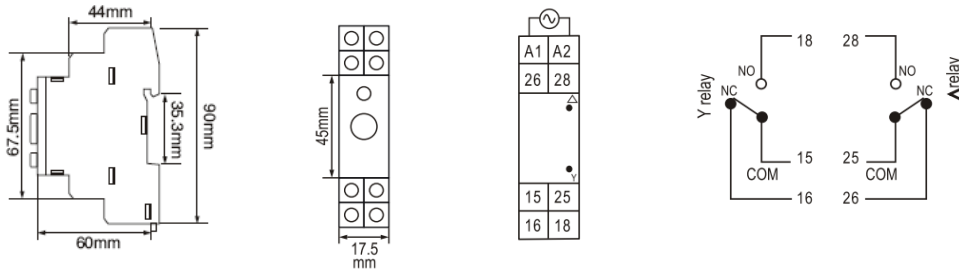 44mm
67.5mm
35.3mm
90mm
60mm
45mm
17.5
mm
A1 A2
26 28
Y
15 25
16 18
18 28
NO NO
Y relay NC NC relay
15 25
COM COM
16 26